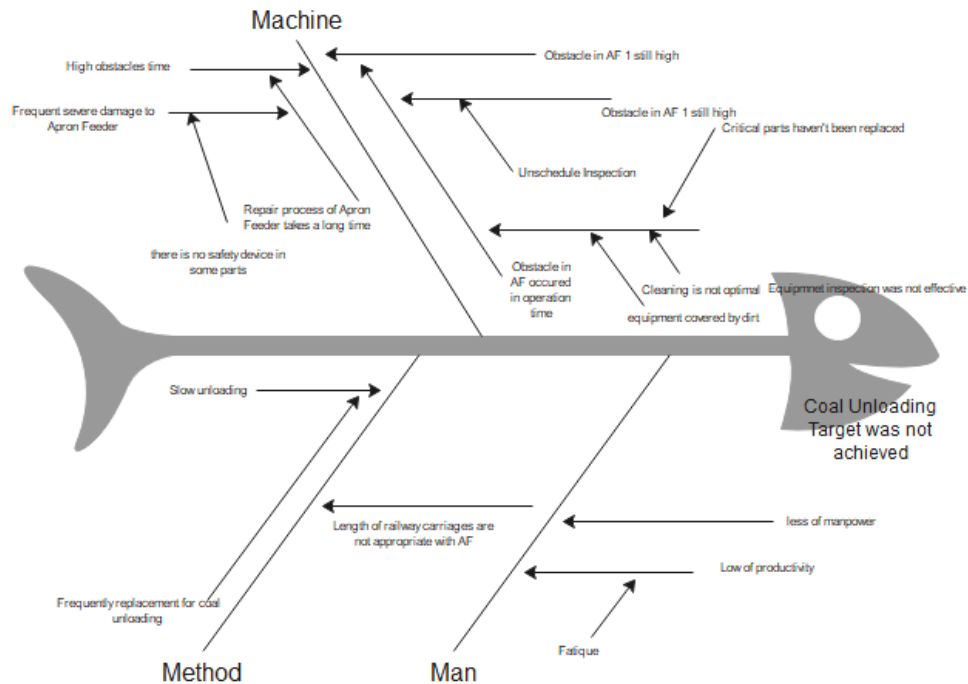 Machine
High obstacles time
Obstacle in AF 1 still high
Frequent severe damage to
Apron Feeder
Obstacle in AF 1 still high
Critical parts haven't been replaced
Unschedule Inspection
Repair process of Apron
Feeder takes a long time
there is no safety device in
some parts
Obstacle in
AF occured
in operation
time
Cleaning is not optimal
Equipmnet inspection was not effective
equipment covered by dirt
Slow unloading
Coal Unloading
Target was not
achieved
Length of railway carriages are
not appropriate with AF
less of manpower
Low of productivity
Frequently replacement for coal
unloading
Fatique
Method
Man